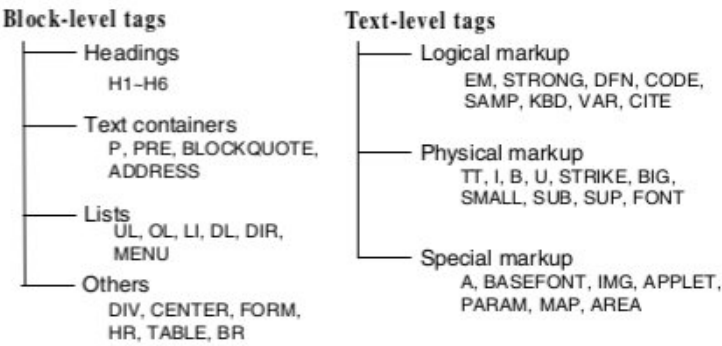 Block-level tags
Headings
H1–H6
Text containers
P, PRE, BLOCKQUOTE,
ADDRESS
Lists
UL, OL, LI, DL, DIR,
MENU
Others
DIV, CENTER, FORM,
HR, TABLE, BR
Text-level tags
Logical markup
EM, STRONG, DFN, CODE,
SAMP, KBD, VAR, CITE
Physical markup
TT, I, B, U, STRIKE, BIG,
SMALL, SUB, SUP, FONT
Special markup
A, BASEFONT, IMG, APPLET,
PARAM, MAP, AREA